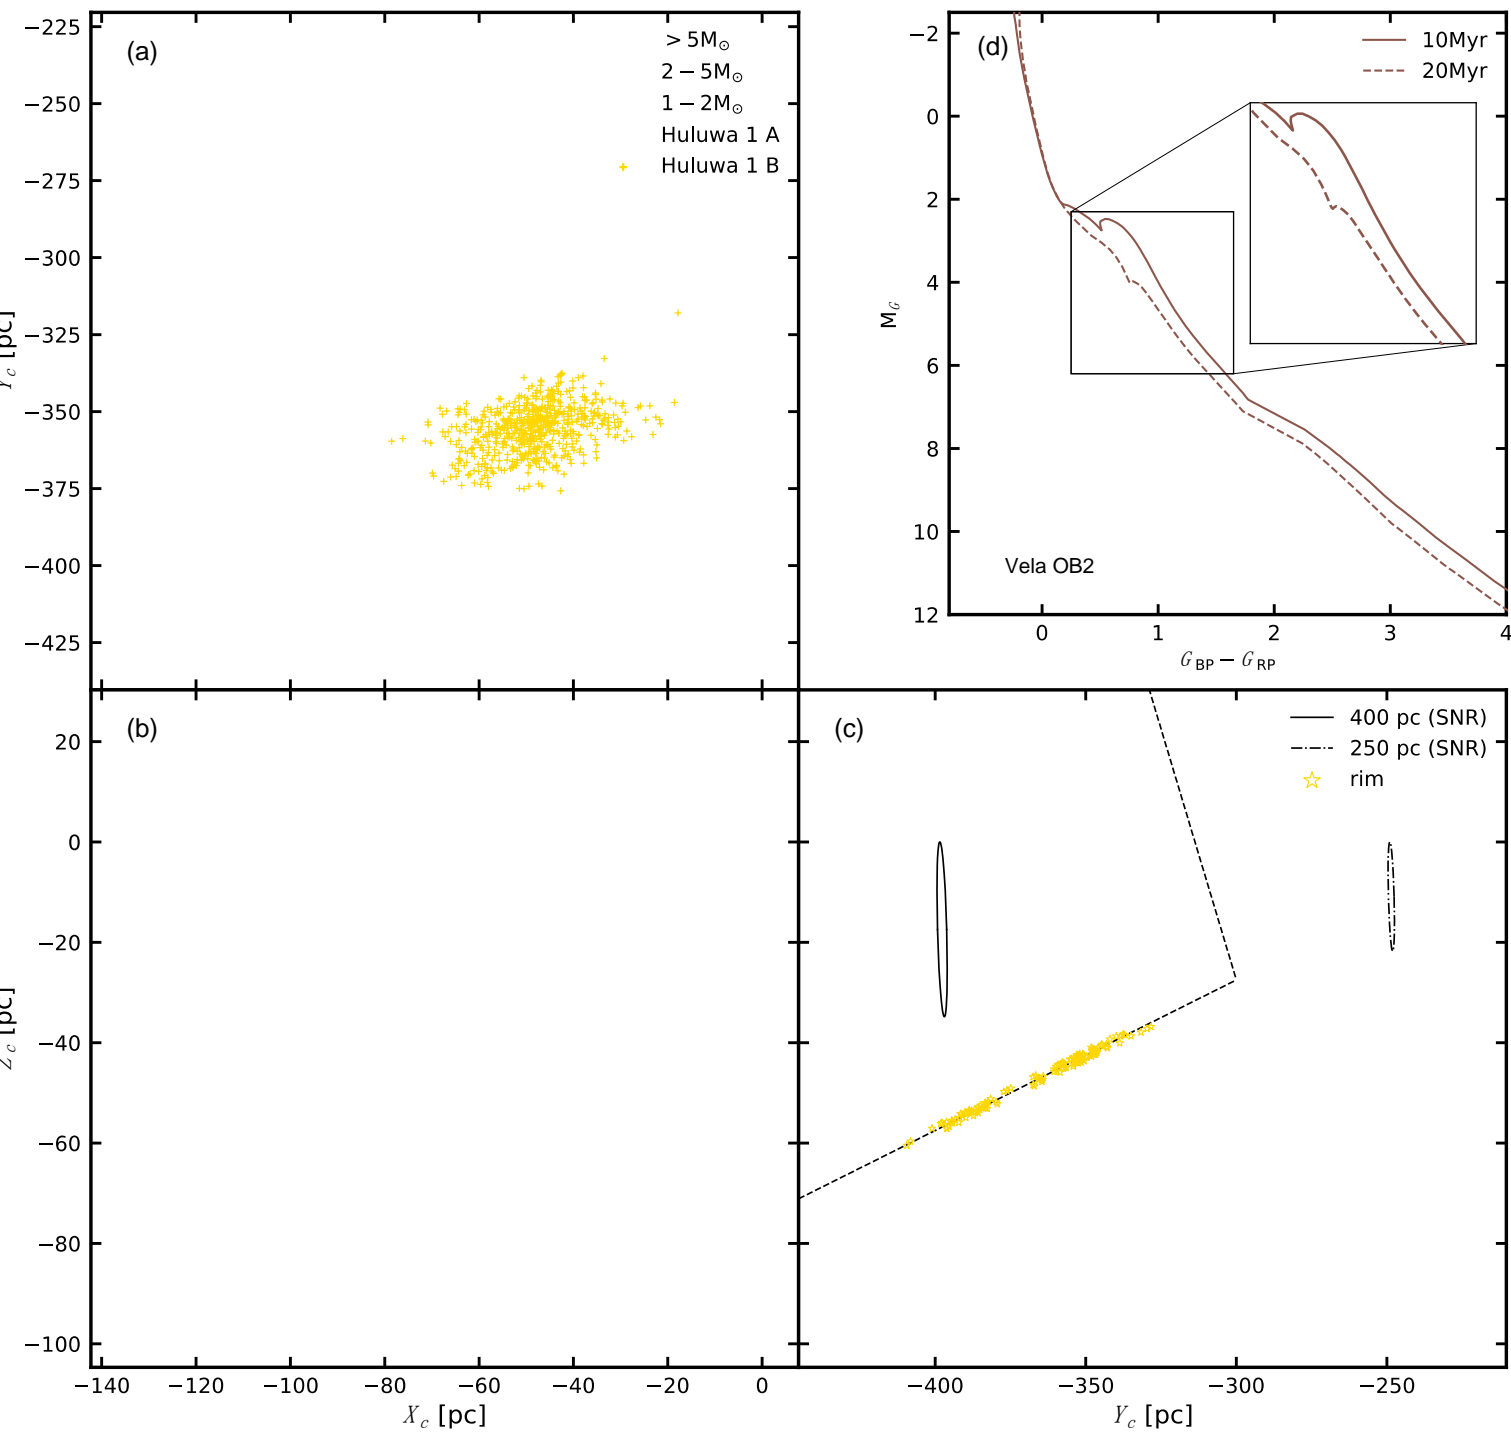 (a)
> 5M⊙
2 − 5M⊙
1 − 2M⊙
Huluwa 1 A
Huluwa 1 B
−225
−250
−275
−300
−325
−350
−375
−400
−425
Y_c [pc]
(d)
10Myr
20Myr
−2
0
2
4
6
8
10
12
M_G
Vela OB2
0 1 2 3 4
G_BP − G_RP
(b)
20
0
−20
−40
−60
−80
−100
Z_c [pc]
−140 −120 −100 −80 −60 −40 −20 0
X_c [pc]
(c)
400 pc (SNR)
250 pc (SNR)
rim
−400 −350 −300 −250
Y_c [pc]